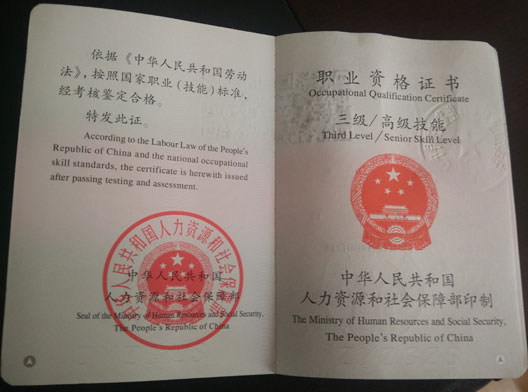 依据《中华人民共和国劳动
法》,按照国家职业(技能)标准,
经考核鉴定合格。
特发此证。
According to the Labour Law of the People's
Republic of China and the national occupational
skill standards, the certificate is herewith issued
after passing testing and assessment.
中华人民共和国人力资源和社会保障部
中华人民共和国
人力资源和社会保障部
Seal of the Ministry of Human Resources and Social Security,
The People's Republic of China
职业资格证书
Occupational Qualification Certificate
三级/高级技能
Third Level/Senior Skill Level
中华人民共和国
人力资源和社会保障部印制
The Ministry of Human Resources and Social Security,
The People's Republic of China